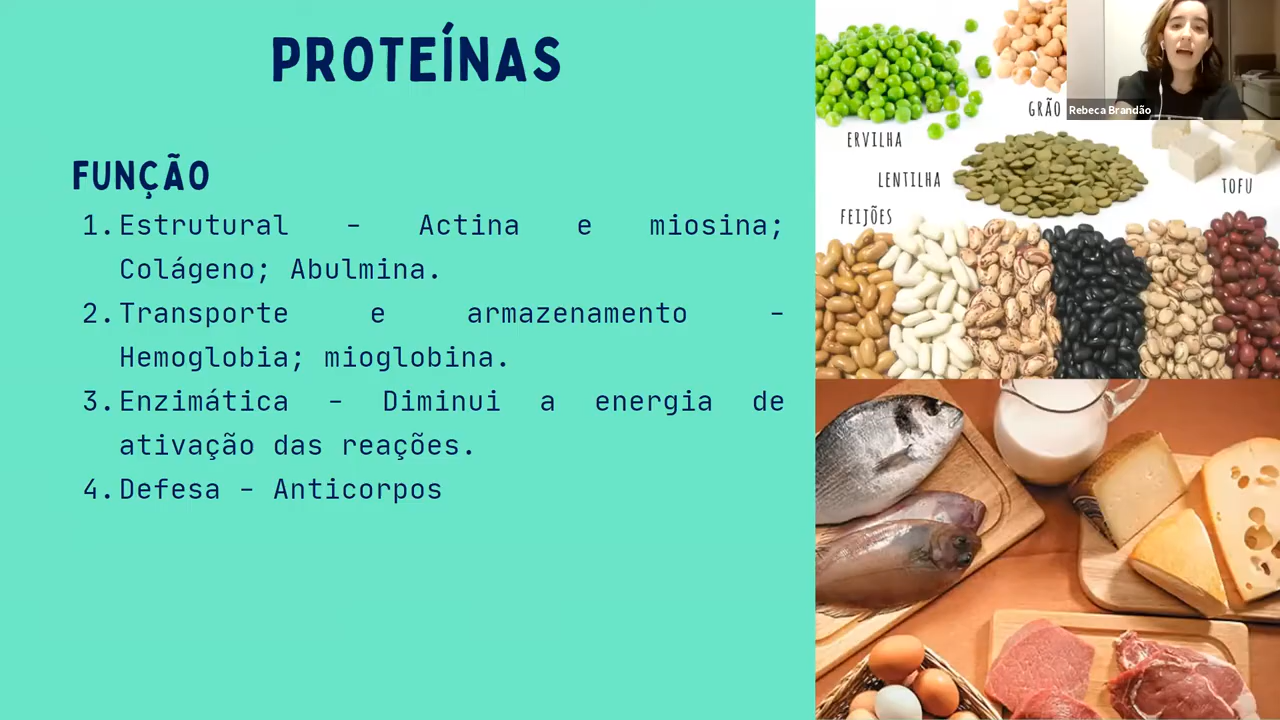 PROTEÍNAS
FUNÇÃO
1. Estrutural – Actina e miosina;
Colágeno; Abulmina.
2. Transporte e armazenamento –
Hemoglobia; mioglobina.
3. Enzimática – Diminui a energia de
ativação das reações.
4. Defesa – Anticorpos
GRÃO
Rebeca Brandão
ERVILHA
LENTILHA
TOFU
FEIJÕES